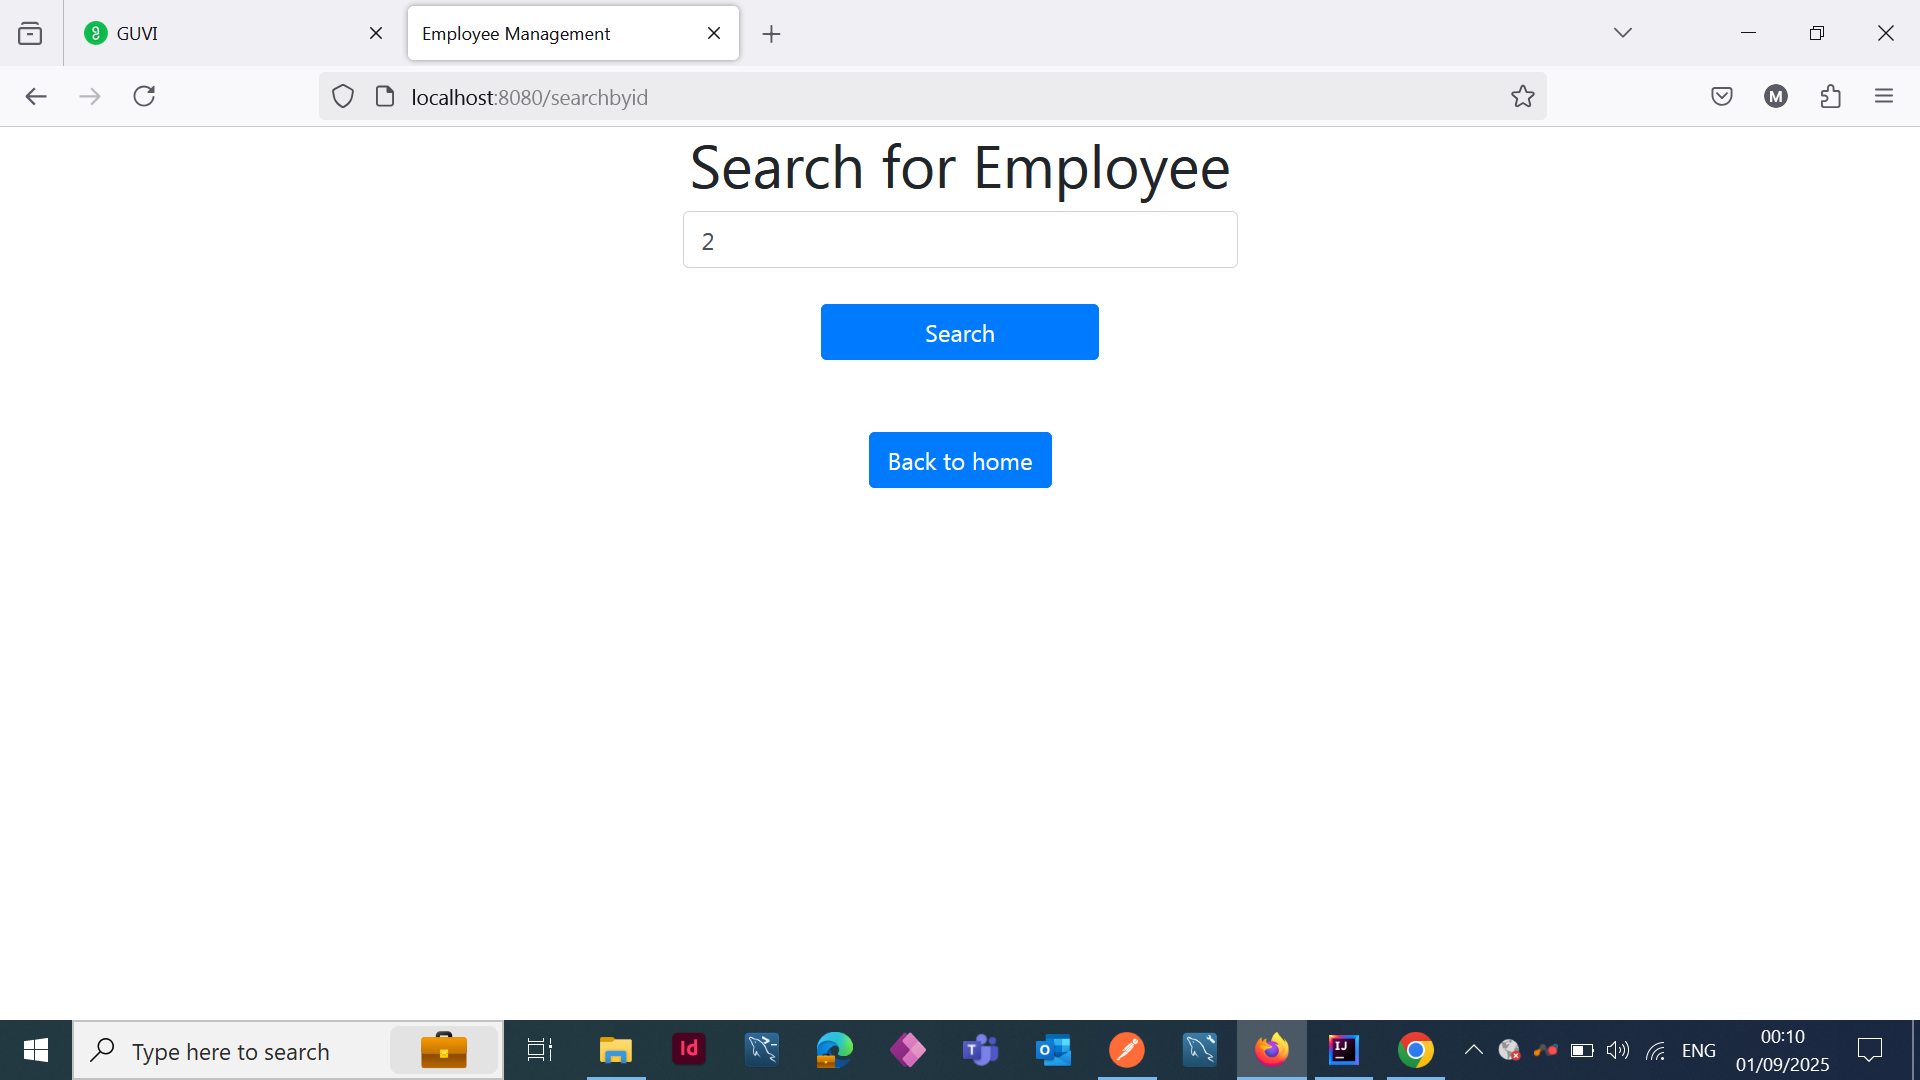 GUVI
Employee Management
localhost:8080/searchbyid
M
Search for Employee
2
Search
Back to home
Type here to search
Id
T
O
IJ
ENG
00:10
01/09/2025